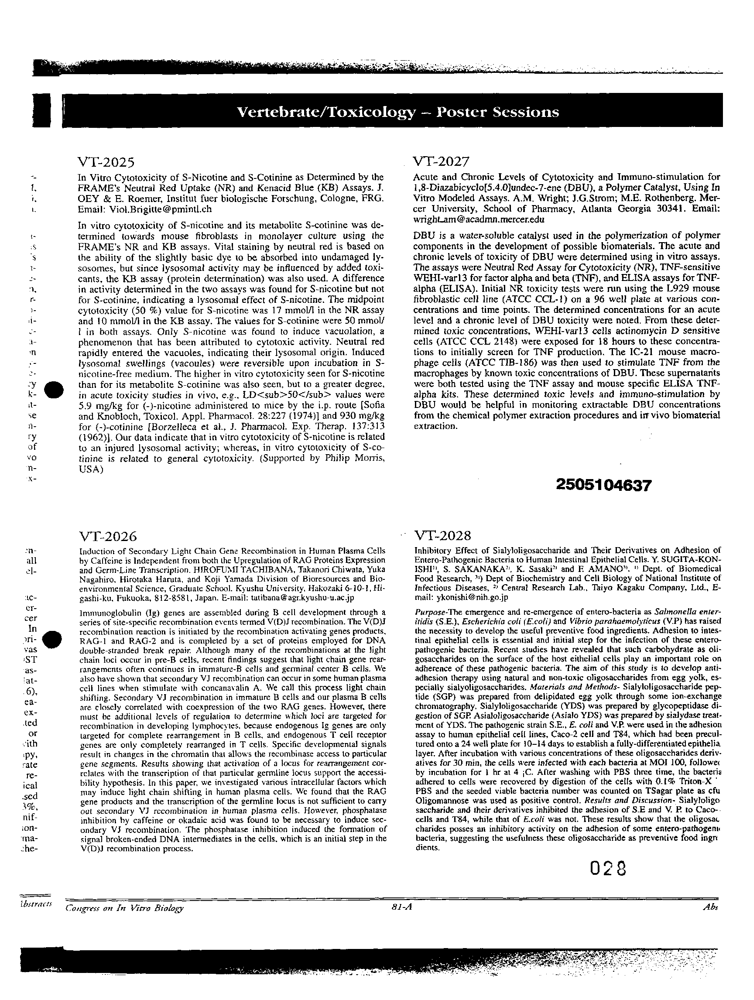 Vertebrate/Toxicology – Poster Sessions
VT-2025
In Vitro Cytotoxicity of S-Nicotine and S-Cotinine as Determined by the
FRAME's Neutral Red Uptake (NR) and Kenacid Blue (KB) Assays. J.
OEY & E. Roemer, Institut fuer biologische Forschung, Cologne, FRG.
Email: Viol.Brigitte@pmintl.ch
In vitro cytotoxicity of S-nicotine and its metabolite S-cotinine was de-
termined towards mouse fibroblasts in monolayer culture using the
FRAME's NR and KB assays. Vital staining by neutral red is based on
the ability of the slightly basic dye to be absorbed into undamaged ly-
sosomes, but since lysosomal activity may be influenced by added toxi-
cants, the KB assay (protein determination) was also used. A difference
in activity determined in the two assays was found for S-nicotine but not
for S-cotinine, indicating a lysosomal effect of S-nicotine. The midpoint
cytotoxicity (50 %) value for S-nicotine was 17 mmol/l in the NR assay
and 10 mmol/l in the KB assay. The values for S-cotinine were 50 mmol/
l in both assays. Only S-nicotine was found to induce vacuolation, a
phenomenon that has been attributed to cytotoxic activity. Neutral red
rapidly entered the vacuoles, indicating their lysosomal origin. Induced
lysosomal swellings (vacoules) were reversible upon incubation in S-
nicotine-free medium. The higher in vitro cytotoxicity seen for S-nicotine
than for its metabolite S-cotinine was also seen, but to a greater degree,
in acute toxicity studies in vivo, e.g., LD<sub>50</sub> values were
5.9 mg/kg for (-)-nicotine administered to mice by the i.p. route [Sofia
and Knobloch, Toxicol. Appl. Pharmacol. 28:227 (1974)] and 930 mg/kg
for (-)-cotinine [Borzelleca et al., J. Pharmacol. Exp. Therap. 137:313
(1962)]. Our data indicate that in vitro cytotoxicity of S-nicotine is related
to an injured lysosomal activity; whereas, in vitro cytotoxicity of S-co-
tinine is related to general cytotoxicity. (Supported by Philip Morris,
USA)
VT-2027
Acute and Chronic Levels of Cytotoxicity and Immuno-stimulation for
1,8-Diazabicyclo[5.4.0]undec-7-ene (DBU), a Polymer Catalyst, Using In
Vitro Modeled Assays. A.M. Wright; J.G.Strom; M.E. Rothenberg. Mer-
cer University, School of Pharmacy, Atlanta Georgia 30341. Email:
wright_am@acadmn.mercer.edu
DBU is a water-soluble catalyst used in the polymerization of polymer
components in the development of possible biomaterials. The acute and
chronic levels of toxicity of DBU were determined using in vitro assays.
The assays were Neutral Red Assay for Cytotoxicity (NR), TNF-sensitive
WEHI-var13 for factor alpha and beta (TNF), and ELISA assays for TNF-
alpha (ELISA). Initial NR toxicity tests were run using the L929 mouse
fibroblastic cell line (ATCC CCL-1) on a 96 well plate at various con-
centrations and time points. The determined concentrations for an acute
level and a chronic level of DBU toxicity were noted. From these deter-
mined toxic concentrations, WEHI-var13 cells actinomycin D sensitive
cells (ATCC CCL 2148) were exposed for 18 hours to these concentra-
tions to initially screen for TNF production. The IC-21 mouse macro-
phage cells (ATCC TIB-186) was then used to stimulate TNF from the
macrophages by known toxic concentrations of DBU. These supernatants
were both tested using the TNF assay and mouse specific ELISA TNF-
alpha kits. These determined toxic levels and immuno-stimulation by
DBU would be helpful in monitoring extractable DBU concentrations
from the chemical polymer extraction procedures and in vivo biomaterial
extraction.
2505104637
VT-2026
Induction of Secondary Light Chain Gene Recombination in Human Plasma Cells
by Caffeine is Independent from both the Upregulation of RAG Proteins Expression
and Germ-Line Transcription. HIROFUMI TACHIBANA, Takanori Chiwata, Yuka
Nagahiro, Hirotaka Haruta, and Koji Yamada Division of Bioresources and Bio-
environmental Science, Graduate School. Kyushu University, Hakozaki 6-10-1, Hi-
gashi-ko, Fukuoka, 812-8581, Japan. E-mail: tatibana@agr.kyushu-u.ac.jp
Immunoglobulin (Ig) genes are assembled during B cell development through a
series of site-specific recombination events termed V(D)J recombination. The V(D)J
recombination reaction is initiated by the recombination activating genes products,
RAG-1 and RAG-2 and is completed by a set of proteins employed for DNA
double-stranded break repair. Although many of the recombinations at the light
chain loci occur in pre-B cells, recent findings suggest that light chain gene rear-
rangements often continues in immature-B cells and germinal center B cells. We
also have shown that secondary VJ recombination can occur in some human plasma
cell lines when stimulate with concanavalin A. We call this process light chain
shifting. Secondary VJ recombination in immature B cells and our plasma B cells
are closely correlated with coexpression of the two RAG genes. However, there
must be additional levels of regulation to determine which loci are targeted for
recombination in developing lymphocytes, because endogenous Ig genes are only
targeted for complete rearrangement in B cells, and endogenous T cell receptor
genes are only completely rearranged in T cells. Specific developmental signals
result in changes in the chromatin that allows the recombinase access to particular
gene segments. Results showing that activation of a locus for rearrangement cor-
relates with the transcription of that particular germline locus support the accessi-
bility hypothesis. In this paper, we investigated various intracellular factors which
may induce light chain shifting in human plasma cells. We found that the RAG
gene products and the transcription of the germline locus is not sufficient to carry
out secondary VJ recombination in human plasma cells. However, phosphatase
inhibition by caffeine or okadaic acid was found to be necessary to induce sec-
ondary VJ recombination. The phosphatase inhibition induced the formation of
signal broken-ended DNA intermediates in the cells, which is an initial step in the
V(D)J recombination process.
VT-2028
Inhibitory Effect of Sialyloligosaccharide and Their Derivatives on Adhesion of
Entero-Pathogenic Bacteria to Human Intestinal Epithelial Cells. Y. SUGITA-KON-
ISHI¹⁾, S. SAKANAKA²⁾, K. Sasaki³⁾ and F. AMANO³⁾. ¹⁾ Dept. of Biomedical
Food Research, ³⁾ Dept of Biochemistry and Cell Biology of National Institute of
Infectious Diseases, ²⁾ Central Research Lab., Taiyo Kagaku Company, Ltd., E-
mail: ykonishi@nih.go.jp
Purpose-The emergence and re-emergence of entero-bacteria as Salmonella enter-
itidis (S.E.), Escherichia coli (E.coli) and Vibrio parahaemolyticus (V.P) has raised
the necessity to develop the useful preventive food ingredients. Adhesion to intes-
tinal epithelial cells is essential and initial step for the infection of these entero-
pathogenic bacteria. Recent studies have revealed that such carbohydrate as oli-
gosaccharides on the surface of the host eithelial cells play an important role on
adherence of these pathogenic bacteria. The aim of this study is to develop anti-
adhesion therapy using natural and non-toxic oligosaccharides from egg yolk, es-
pecially sialyoligosaccharides. Materials and Methods- Sialyloligosaccharide pep-
tide (SGP) was prepared from delipidated egg yolk through some ion-exchange
chromatography. Sialyloligosaccharide (YDS) was prepared by glycopeptidase di-
gestion of SGP. Asialoligosaccharide (Asialo YDS) was prepared by sialydase treat-
ment of YDS. The pathogenic strain S.E., E. coli and V.P. were used in the adhesion
assay to human epithelial cell lines, Caco-2 cell and T84, which had been precul-
tured onto a 24 well plate for 10–14 days to establish a fully-differentiated epithelia
layer. After incubation with various concentrations of these oligosaccharides deriv-
atives for 30 min, the cells were infected with each bacteria at MOI 100, followed
by incubation for 1 hr at 4 ¡C. After washing with PBS three time, the bacteria
adhered to cells were recovered by digestion of the cells with 0.1% Triton-X
PBS and the seeded viable bacteria number was counted on TSagar plate as cfu
Oligomannose was used as positive control. Results and Discussion- Sialyloligo
saccharide and their derivatives inhibited the adhesion of S.E and V. P. to Caco-
cells and T84, while that of E.coli was not. These results show that the oligosac
charides posses an inhibitory activity on the adhesion of some entero-pathogeni
bacteria, suggesting the usefulness these oligosaccharide as preventive food ingre
dients.
028
Abstracts
Congress on In Vitro Biology
81-A
Abs